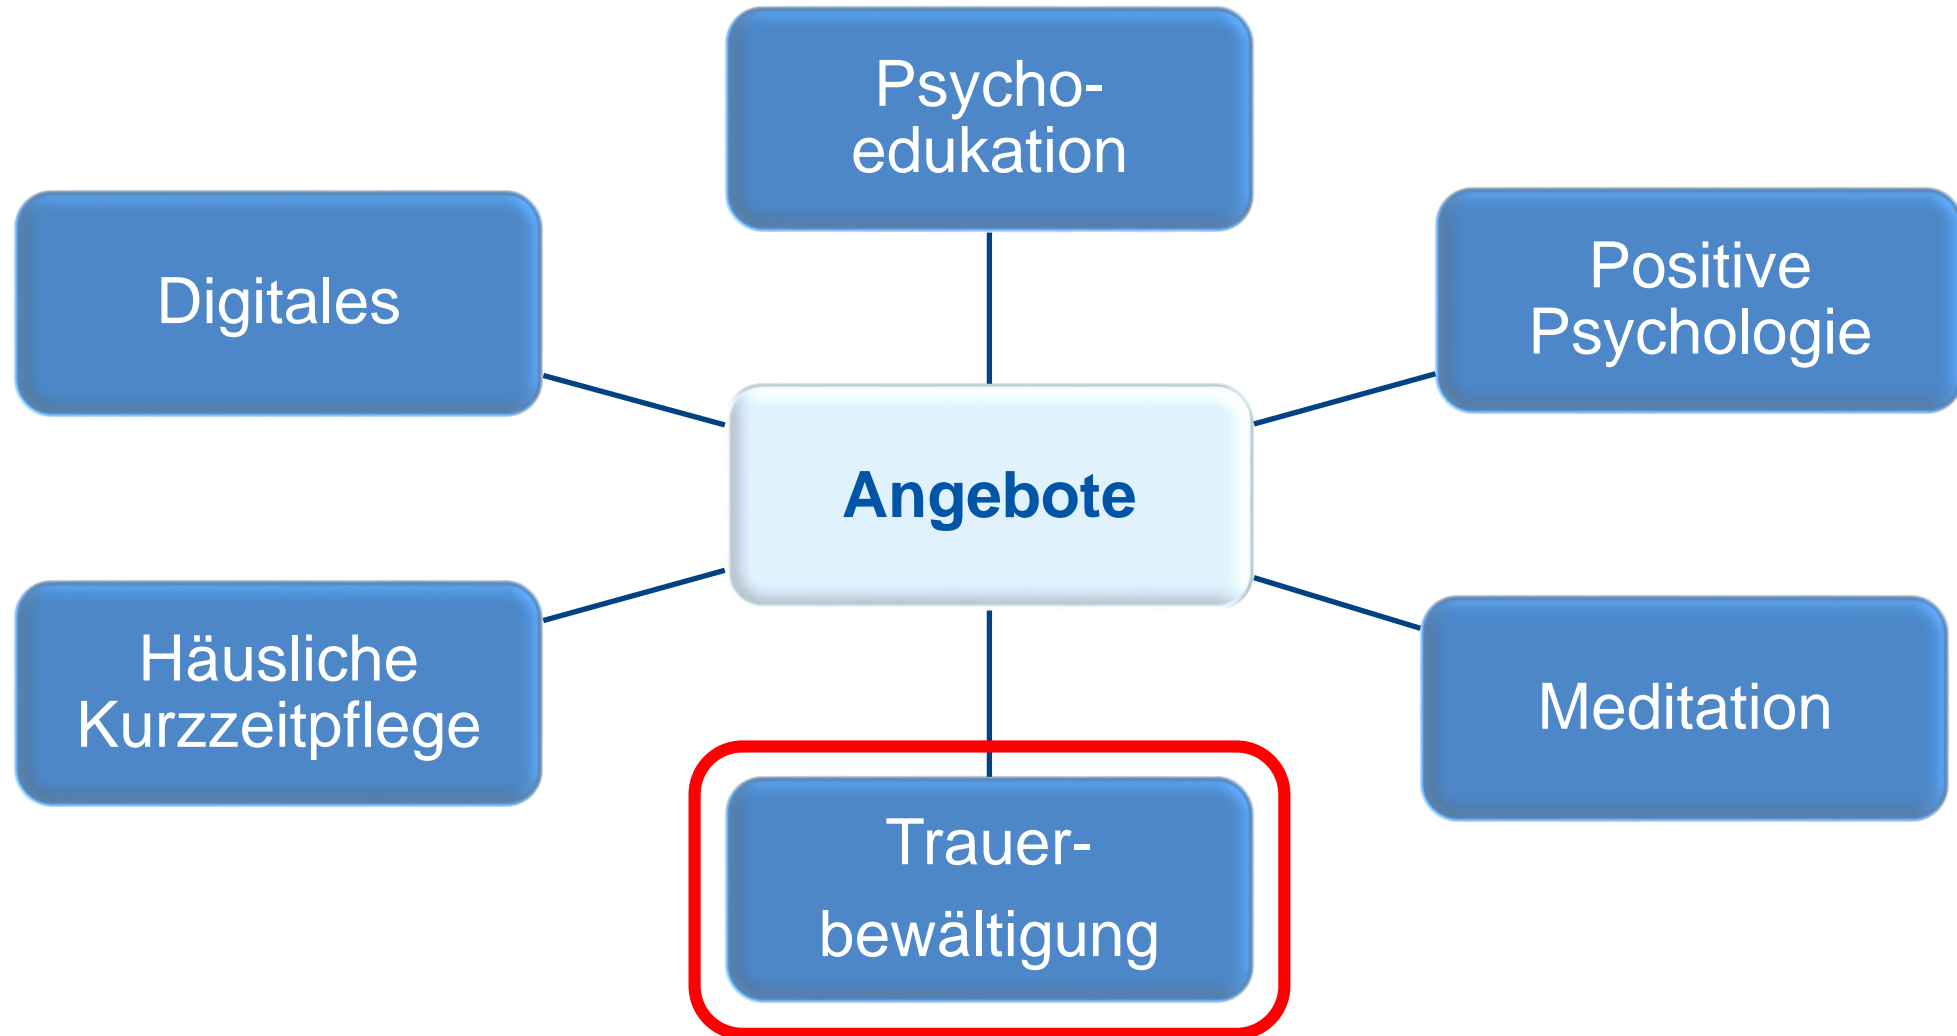 Psycho-
edukation
Digitales
Positive
Psychologie
Angebote
Häusliche
Kurzzeitpflege
Meditation
Trauer-
bewältigung